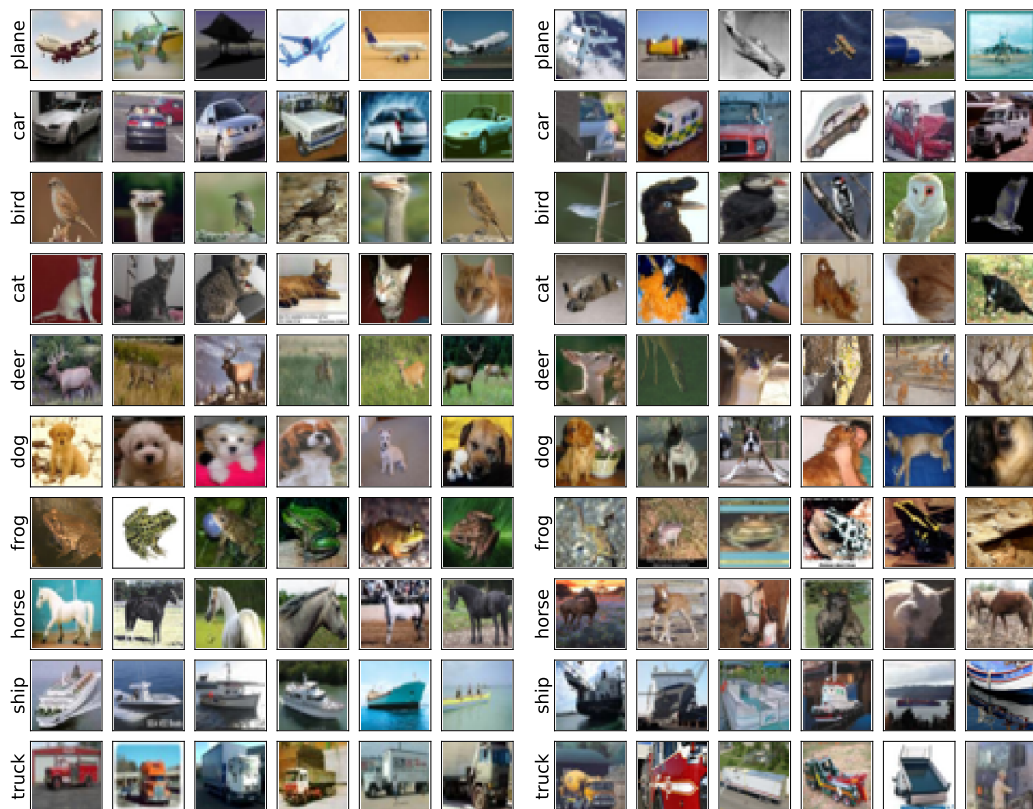 plane
plane
car
car
bird
bird
cat
cat
deer
deer
dog
dog
frog
frog
horse
horse
ship
ship
truck
truck